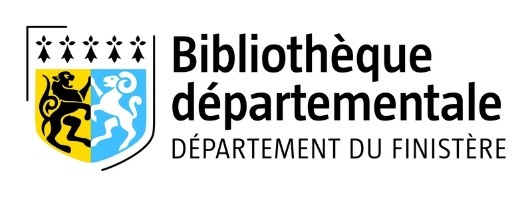 Bibliothèque
départementale
DÉPARTEMENT DU FINISTÈRE